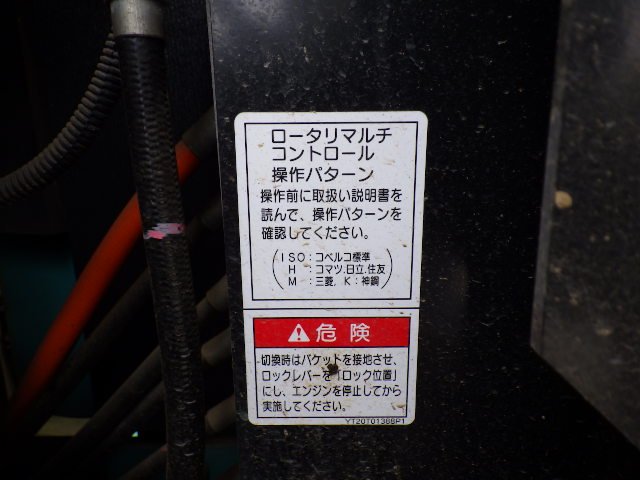 ロータリマルチ
コントロール
操作パターン
操作前に取扱い説明書を
読んで、操作パターンを
確認してください。
ISO：コベルコ標準
H ：コマツ,日立,住友
M ：三菱, K：神鋼
危険
切換時はバケットを接地させ
ロックレバーを「ロック位置」
にし、エンジンを停止してから
実施してください。
YT20T01388P1